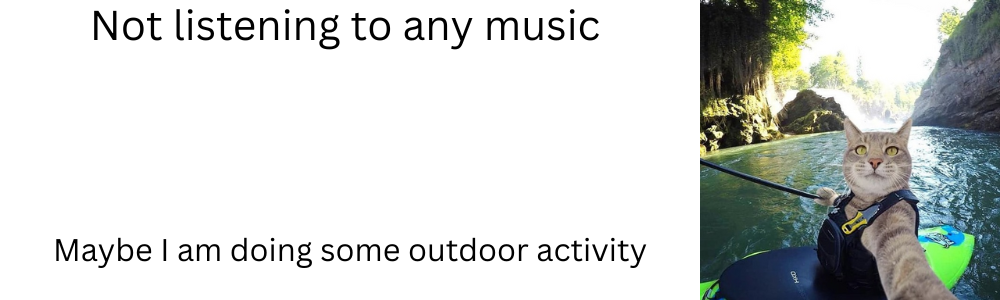 Not listening to any music
Maybe I am doing some outdoor activity